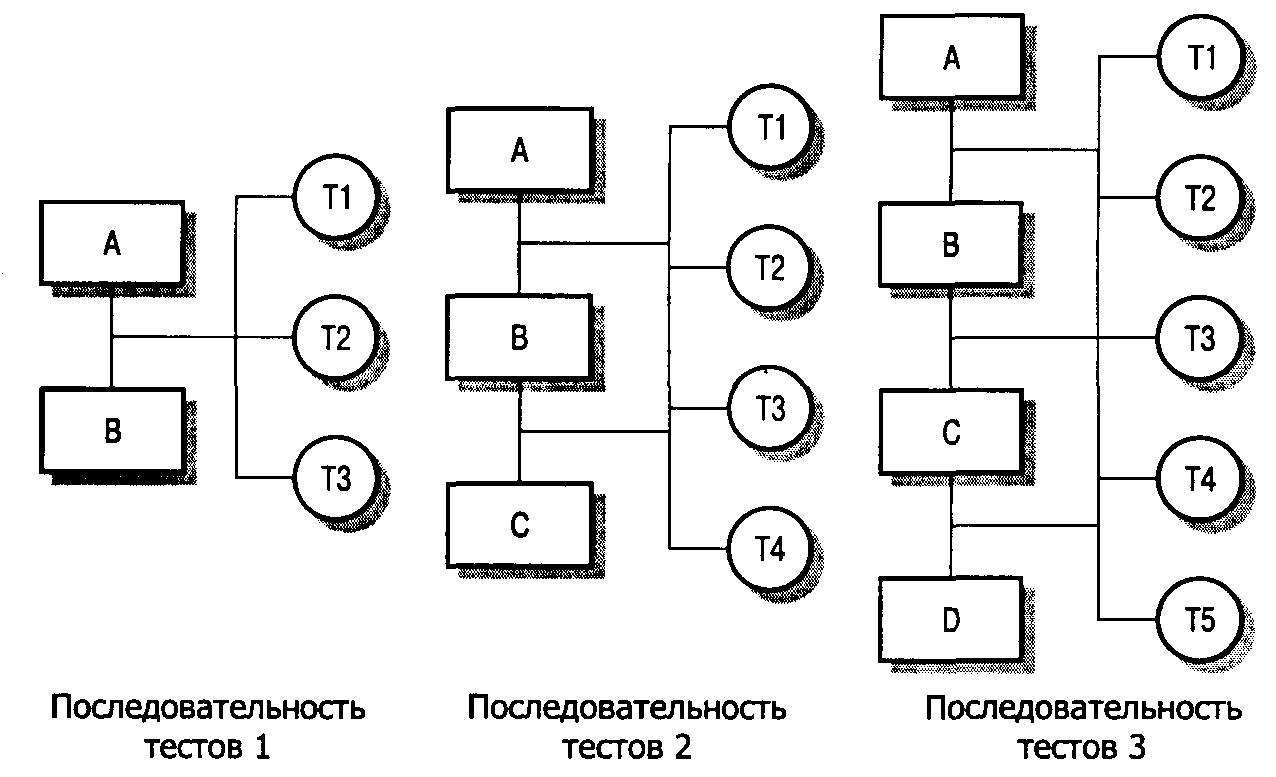 A
B
T1
T2
T3
Последовательность
тестов 1
A
B
C
T1
T2
T3
T4
Последовательность
тестов 2
A
B
C
D
T1
T2
T3
T4
T5
Последовательность
тестов 3